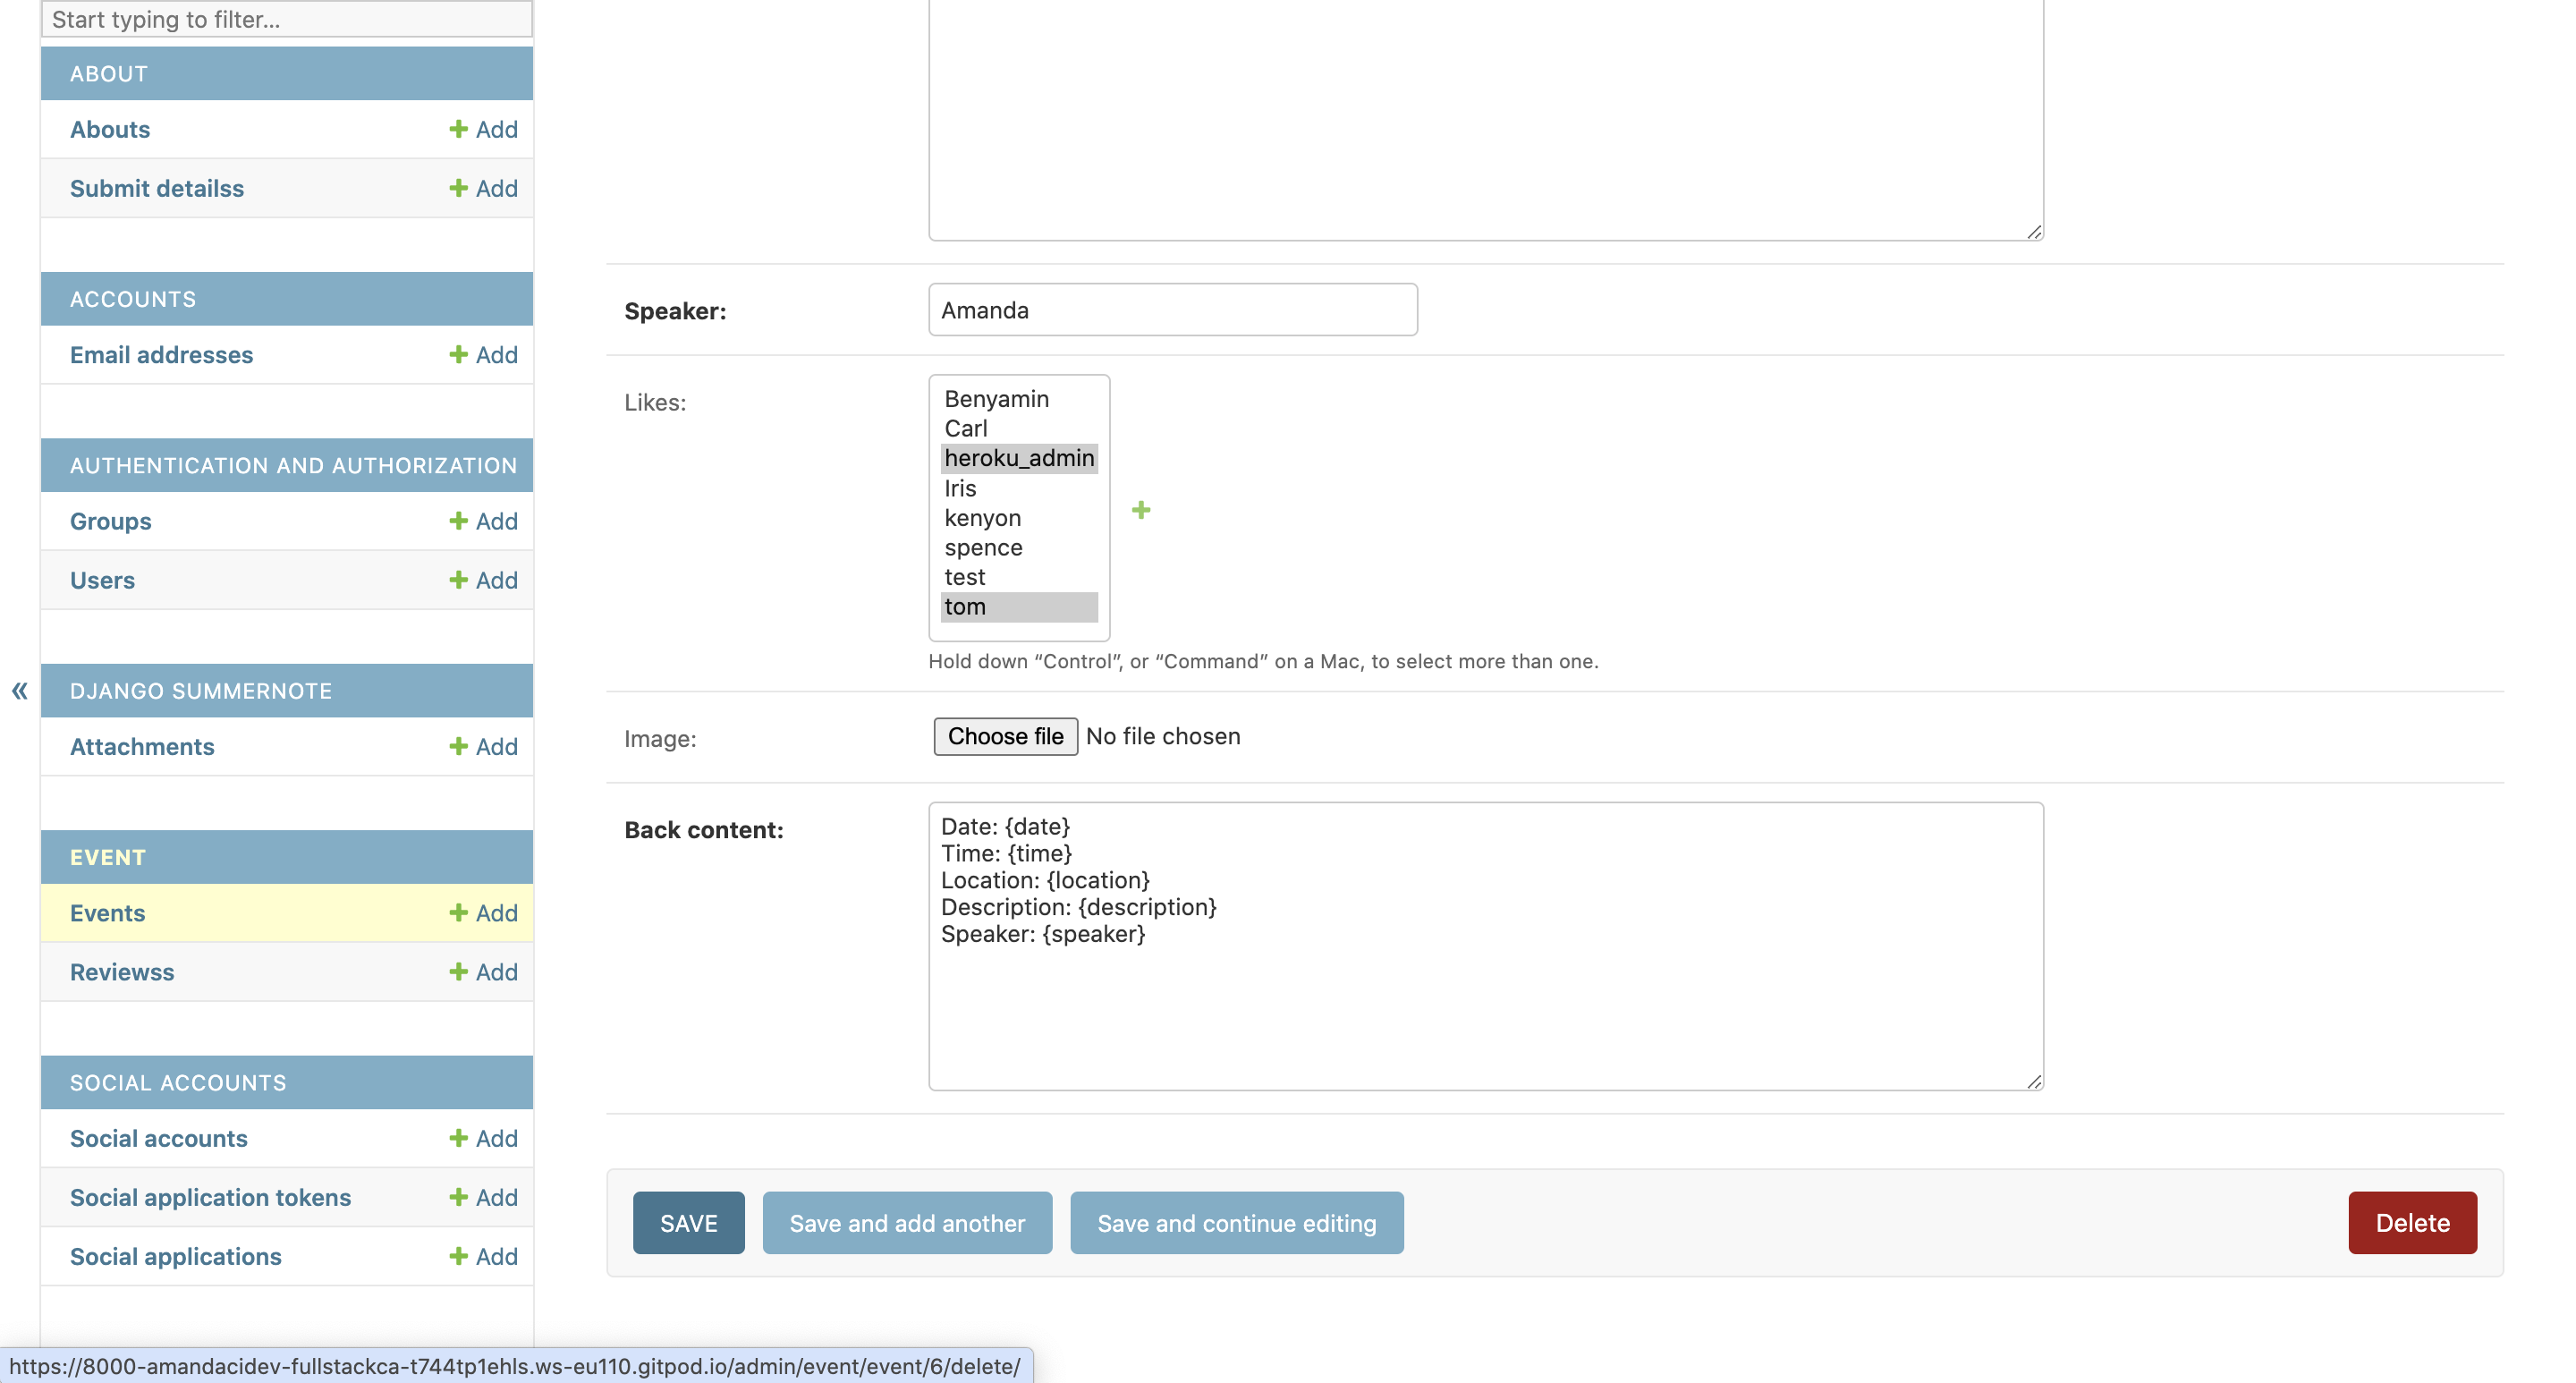 Start typing to filter...
ABOUT
Abouts
Add
Submit detailss
Add
ACCOUNTS
Email addresses
Add
AUTHENTICATION AND AUTHORIZATION
Groups
Add
Users
Add
«
DJANGO SUMMERNOTE
Attachments
Add
EVENT
Events
Add
Reviewss
Add
SOCIAL ACCOUNTS
Social accounts
Add
Social application tokens
Add
Social applications
Add
Speaker:
Amanda
Likes:
Benyamin
Carl
heroku_admin
Iris
kenyon
spence
test
tom
Hold down “Control”, or “Command” on a Mac, to select more than one.
Image:
Choose file No file chosen
Back content:
Date: {date}
Time: {time}
Location: {location}
Description: {description}
Speaker: {speaker}
SAVE
Save and add another
Save and continue editing
Delete
https://8000-amandacidev-fullstackca-t744tp1ehls.ws-eu110.gitpod.io/admin/event/event/6/delete/